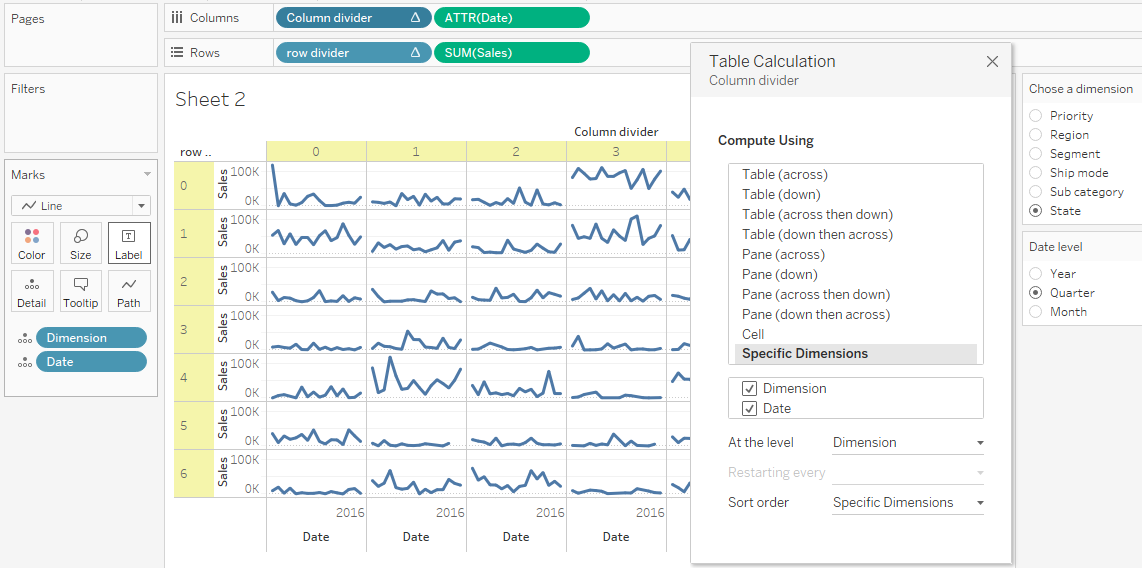 Pages
Columns
Column divider
ATTR(Date)
Rows
row divider
SUM(Sales)
Filters
Marks
Line
Color
Size
Label
Detail
Tooltip
Path
Dimension
Date
Sheet 2
Column divider
row ..
0
1
2
3
0
Sales
100K
0K
1
Sales
100K
0K
2
Sales
100K
0K
3
Sales
100K
0K
4
Sales
100K
0K
5
Sales
100K
0K
6
Sales
100K
0K
2016
2016
2016
2016
Date
Date
Date
Date
Table Calculation
Column divider
Compute Using
Table (across)
Table (down)
Table (across then down)
Table (down then across)
Pane (across)
Pane (down)
Pane (across then down)
Pane (down then across)
Cell
Specific Dimensions
Dimension
Date
At the level
Dimension
Restarting every
Sort order
Specific Dimensions
Chose a dimension
Priority
Region
Segment
Ship mode
Sub category
State
Date level
Year
Quarter
Month